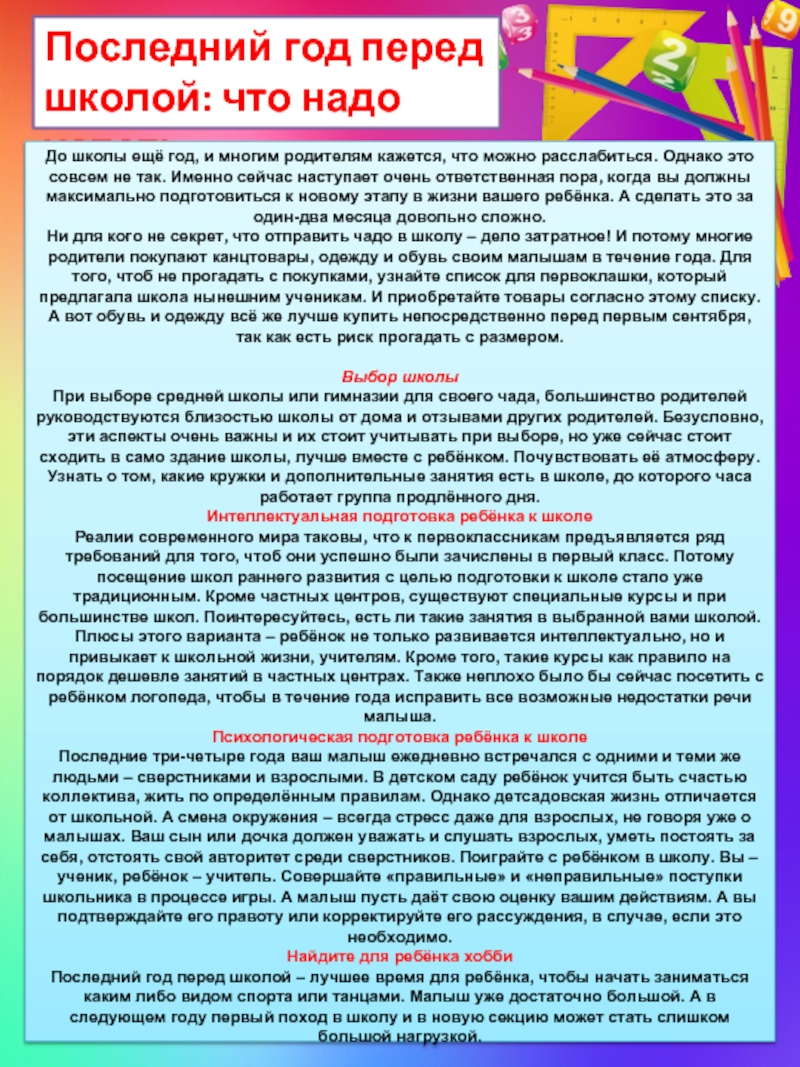 Последний год перед
школой: что надо
До школы ещё год, и многим родителям кажется, что можно расслабиться. Однако это
совсем не так. Именно сейчас наступает очень ответственная пора, когда вы должны
максимально подготовиться к новому этапу в жизни вашего ребёнка. А сделать это за
один-два месяца довольно сложно.
Ни для кого не секрет, что отправить чадо в школу – дело затратное! И потому многие
родители покупают канцтовары, одежду и обувь своим малышам в течение года. Для
того, чтоб не прогадать с покупками, узнайте список для первоклашки, который
предлагала школа нынешним ученикам. И приобретайте товары согласно этому списку.
А вот обувь и одежду всё же лучше купить непосредственно перед первым сентября,
так как есть риск прогадать с размером.
Выбор школы
При выборе средней школы или гимназии для своего чада, большинство родителей
руководствуются близостью школы от дома и отзывами других родителей. Безусловно,
эти аспекты очень важны и их стоит учитывать при выборе, но уже сейчас стоит
сходить в само здание школы, лучше вместе с ребёнком. Почувствовать её атмосферу.
Узнать о том, какие кружки и дополнительные занятия есть в школе, до которого часа
работает группа продлённого дня.
Интеллектуальная подготовка ребёнка к школе
Реалии современного мира таковы, что к первоклассникам предъявляется ряд
требований для того, чтоб они успешно были зачислены в первый класс. Потому
посещение школ раннего развития с целью подготовки к школе стало уже
традиционным. Кроме частных центров, существуют специальные курсы и при
большинстве школ. Поинтересуйтесь, есть ли такие занятия в выбранной вами школой.
Плюсы этого варианта – ребёнок не только развивается интеллектуально, но и
привыкает к школьной жизни, учителям. Кроме того, такие курсы как правило на
порядок дешевле занятий в частных центрах. Также неплохо было бы сейчас посетить с
ребёнком логопеда, чтобы в течение года исправить все возможные недостатки речи
малыша.
Психологическая подготовка ребёнка к школе
Последние три-четыре года ваш малыш ежедневно встречался с одними и теми же
людьми – сверстниками и взрослыми. В детском саду ребёнок учится быть счастью
коллектива, жить по определённым правилам. Однако детсадовская жизнь отличается
от школьной. А смена окружения – всегда стресс даже для взрослых, не говоря уже о
малышах. Ваш сын или дочка должен уважать и слушать взрослых, уметь постоять за
себя, отстоять свой авторитет среди сверстников. Поиграйте с ребёнком в школу. Вы –
ученик, ребёнок – учитель. Совершайте «правильные» и «неправильные» поступки
школьника в процессе игры. А малыш пусть даёт свою оценку вашим действиям. А вы
подтверждайте его правоту или корректируйте его рассуждения, в случае, если это
необходимо.
Найдите для ребёнка хобби
Последний год перед школой – лучшее время для ребёнка, чтобы начать заниматься
каким либо видом спорта или танцами. Малыш уже достаточно большой. А в
следующем году первый поход в школу и в новую секцию может стать слишком
большой нагрузкой.